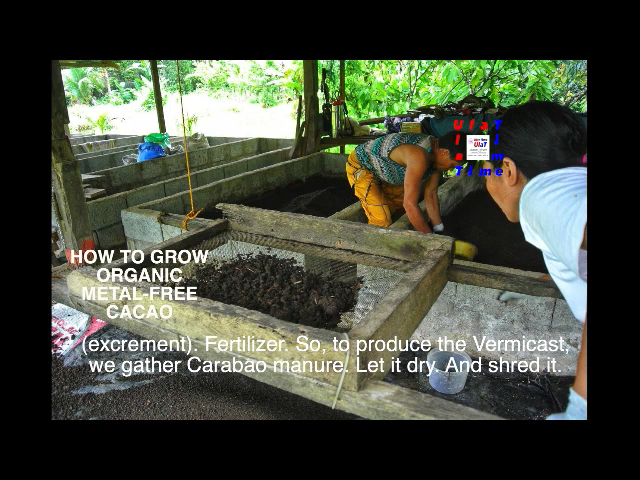 Ulat
HOW TO GROW
ORGANIC
METAL-FREE
CACAO
(excrement). Fertilizer. So, to produce the Vermicast,
we gather Carabao manure. Let it dry. And shred it.